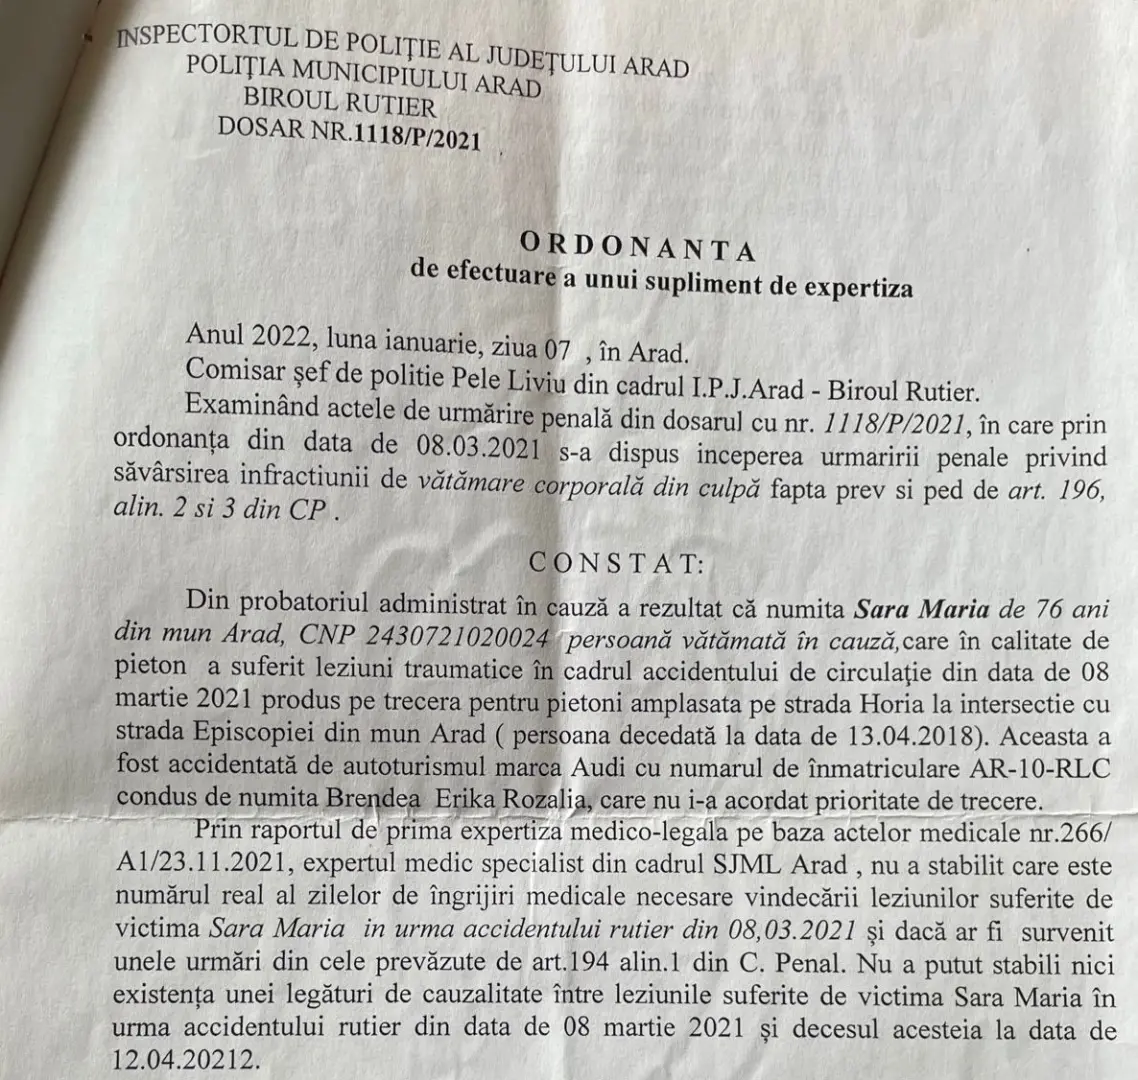 INSPECTORTUL DE POLIȚIE AL JUDEȚULUI ARAD
POLIȚIA MUNICIPIULUI ARAD
BIROUL RUTIER
DOSAR NR.1118/P/2021
O R D O N A N T A
de efectuare a unui supliment de expertiza
Anul 2022, luna ianuarie, ziua 07 , în Arad.
Comisar șef de politie Pele Liviu din cadrul I.P.J.Arad - Biroul Rutier.
Examinând actele de urmărire penală din dosarul cu nr. 1118/P/2021, în care prin
ordonanța din data de 08.03.2021 s-a dispus inceperea urmaririi penale privind
săvârsirea infractiunii de vătămare corporală din culpă fapta prev si ped de art. 196,
alin. 2 si 3 din CP .
C O N S T A T:
Din probatoriul administrat în cauză a rezultat că numita Sara Maria de 76 ani
din mun Arad, CNP 2430721020024 persoană vătămată în cauză,care în calitate de
pieton a suferit leziuni traumatice în cadrul accidentului de circulație din data de 08
martie 2021 produs pe trecera pentru pietoni amplasata pe strada Horia la intersectie cu
strada Episcopiei din mun Arad ( persoana decedată la data de 13.04.2018). Aceasta a
fost accidentată de autoturismul marca Audi cu numarul de înmatriculare AR-10-RLC
condus de numita Brendea Erika Rozalia, care nu i-a acordat prioritate de trecere.
Prin raportul de prima expertiza medico-legala pe baza actelor medicale nr.266/
A1/23.11.2021, expertul medic specialist din cadrul SJML Arad , nu a stabilit care este
numărul real al zilelor de îngrijiri medicale necesare vindecării leziunilor suferite de
victima Sara Maria in urma accidentului rutier din 08,03.2021 și dacă ar fi survenit
unele urmări din cele prevăzute de art.194 alin.1 din C. Penal. Nu a putut stabili nici
existența unei legături de cauzalitate între leziunile suferite de victima Sara Maria în
urma accidentului rutier din data de 08 martie 2021 și decesul acesteia la data de
12.04.20212.